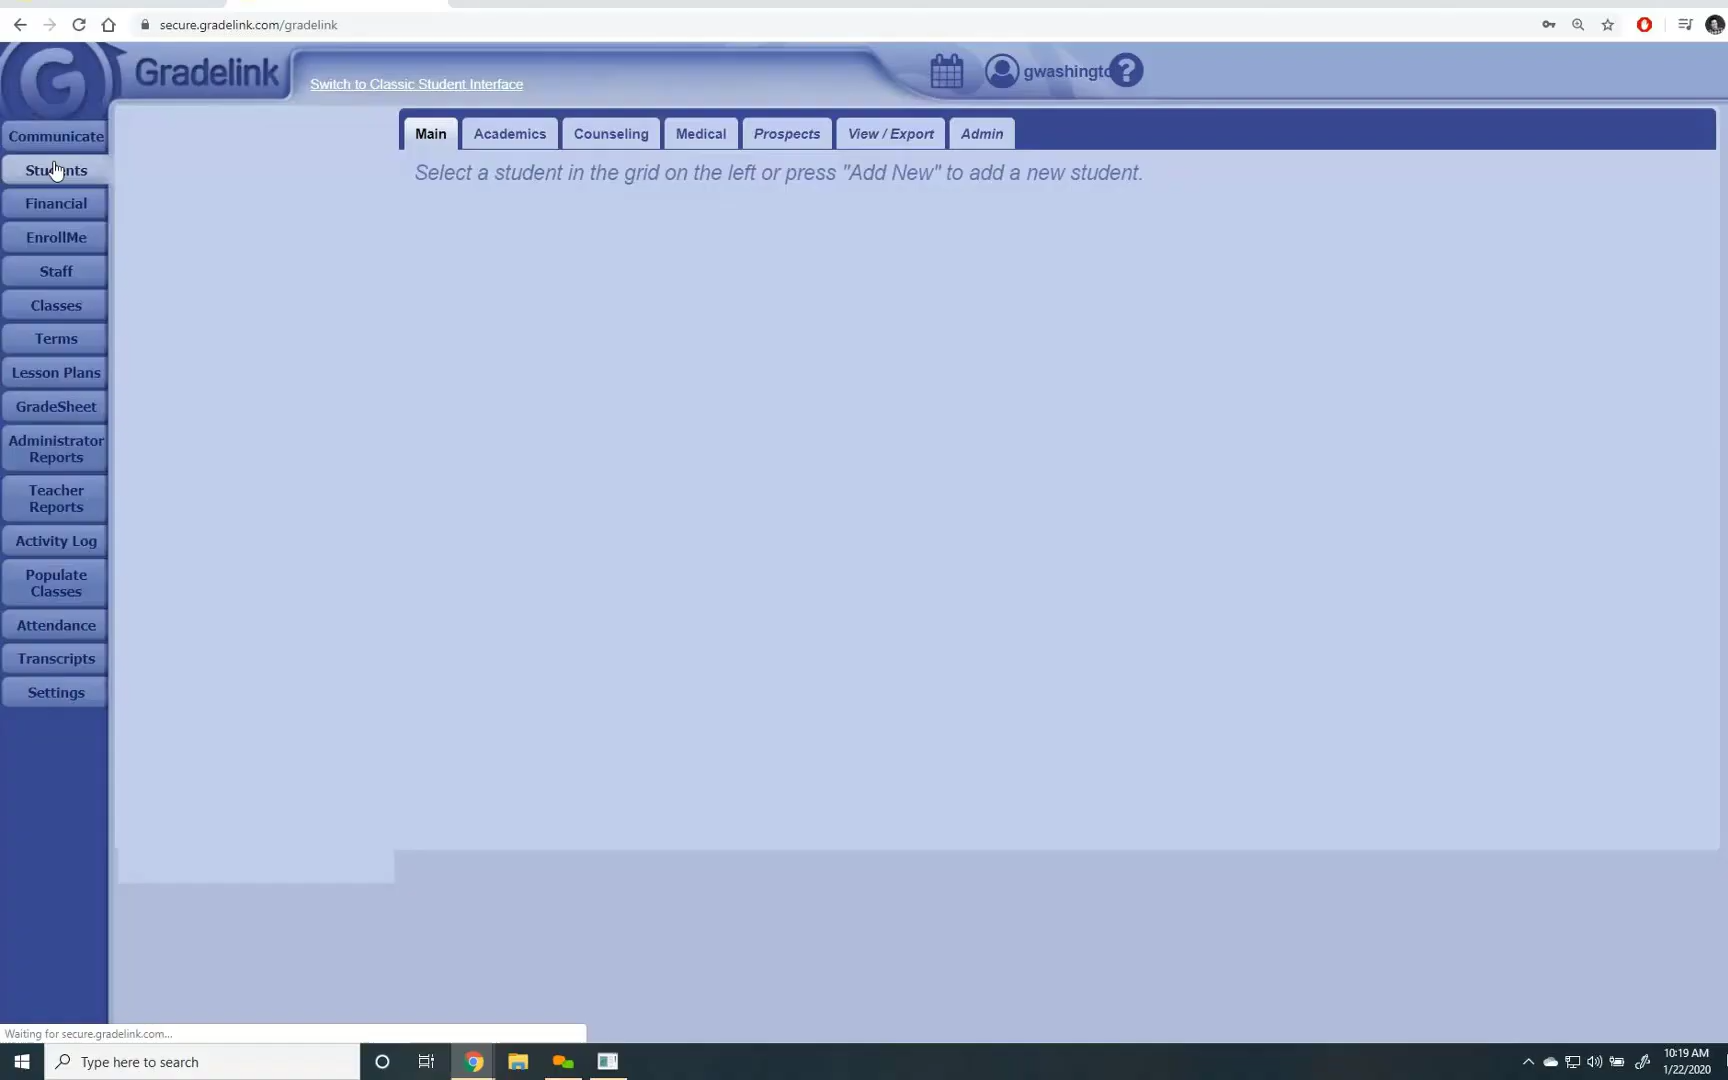 secure.gradelink.com/gradelink
Gradelink
Switch to Classic Student Interface
gwashingto
?
Communicate
Students
Financial
EnrollMe
Staff
Classes
Terms
Lesson Plans
GradeSheet
Administrator
Reports
Teacher
Reports
Activity Log
Populate
Classes
Attendance
Transcripts
Settings
Main
Academics
Counseling
Medical
Prospects
View / Export
Admin
Select a student in the grid on the left or press "Add New" to add a new student.
Waiting for secure.gradelink.com...
Type here to search
10:19 AM
1/22/2020